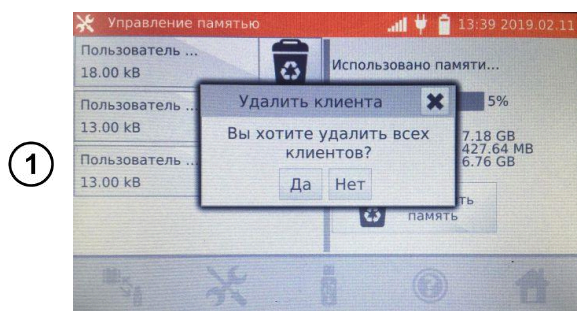 Управление памятью
13:39 2019.02.11
Пользователь ...
18.00 kB
Использовано памяти...
Пользователь ..
13.00 kB
5%
Удалить клиента
Вы хотите удалить всех
клиентов?
Да Нет
7.18 GB
427.64 MB
6.76 GB
1
Пользователь ..
13.00 kB
память